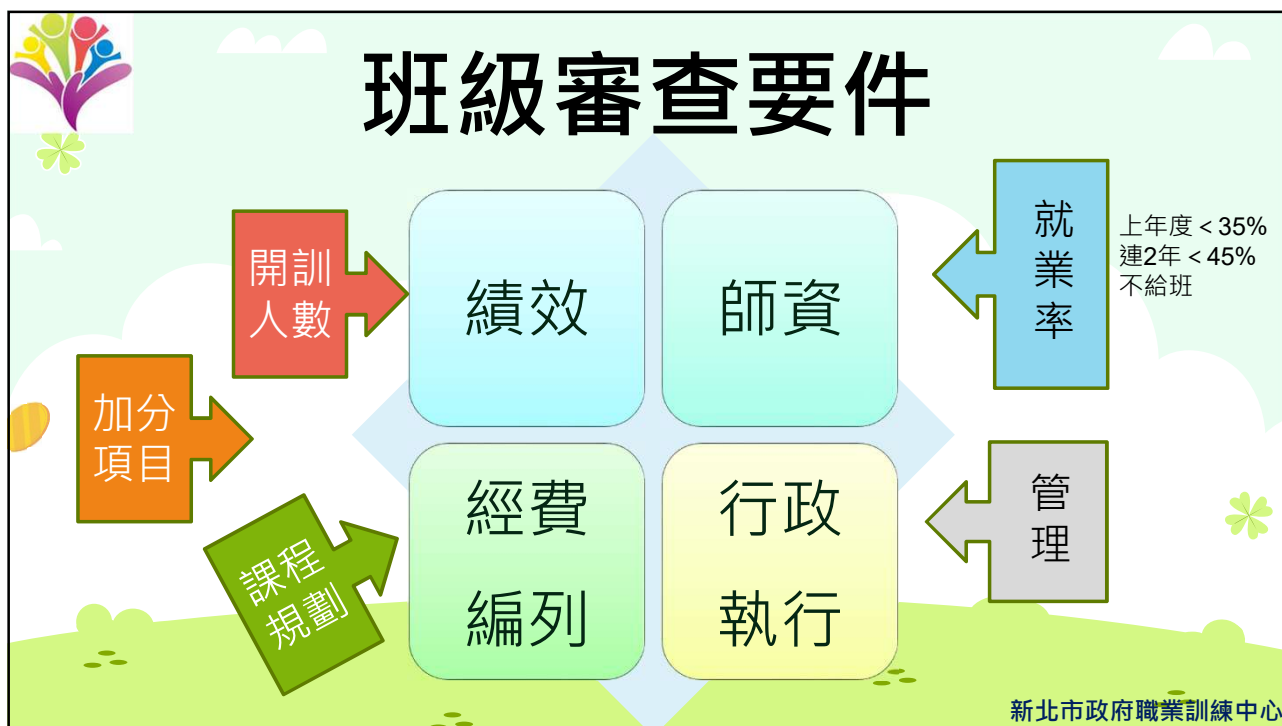 班級審查要件
開訓
人數
加分
項目
課程
規劃
績效
師資
經費
編列
行政
執行
就
業
率
上年度＜35%
連2年＜45%
不給班
管
理
新北市政府職業訓練中心